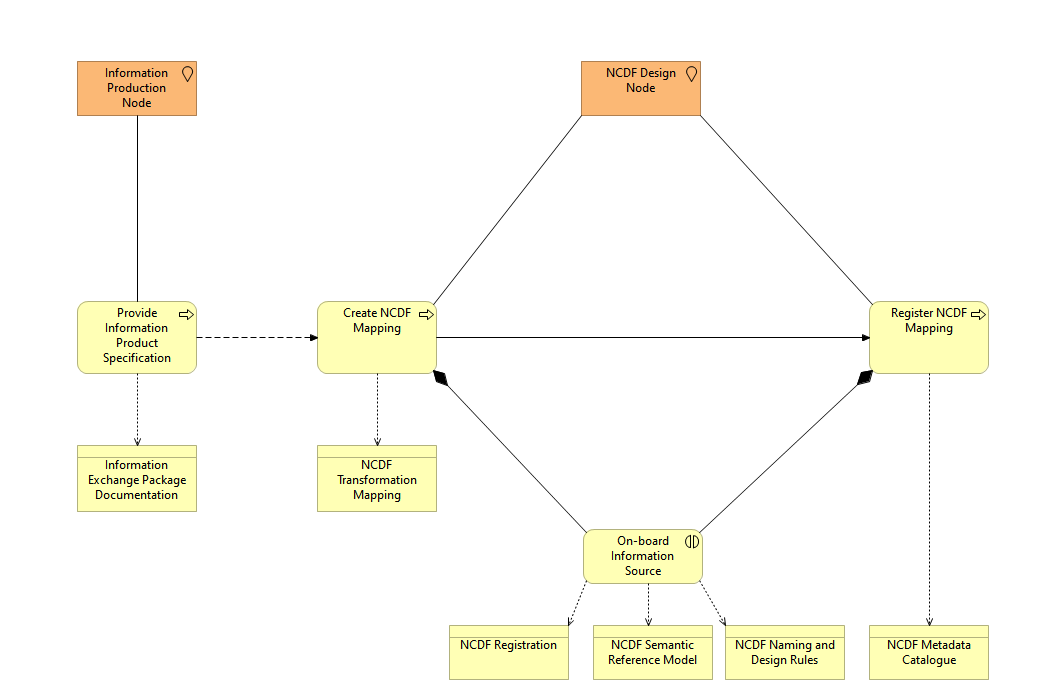 Information
Production
Node
NCDF Design
Node
Provide
Information
Product
Specification
Create NCDF
Mapping
Register NCDF
Mapping
Information
Exchange Package
Documentation
NCDF
Transformation
Mapping
On-board
Information
Source
NCDF Registration
NCDF Semantic
Reference Model
NCDF Naming and
Design Rules
NCDF Metadata
Catalogue